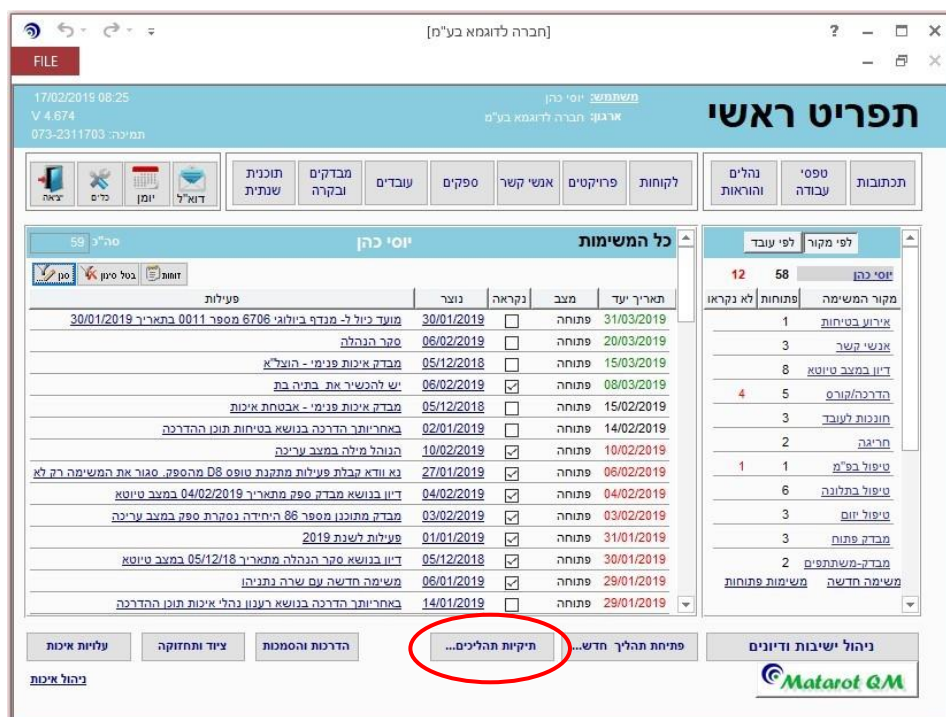 [חברה לדוגמא בע"מ]
FILE
תפריט ראשי
משתמש: יוסי כהן
ארגון: חברה לדוגמא בע"מ
17/02/2019 08:25
V 4.674
תמיכה: 073-2311703
תכתובות
טפסי עבודה
נהלים והוראות
לקוחות
פרויקטים
אנשי קשר
ספקים
עובדים
מבדקים ובקרה
תוכנית שנתית
דוא"ל
יומן
כלים
יציאה
לפי מקור לפי עובד
יוסי כהן 58 12
מקור המשימה פתוחות לא נקראו
אירוע בטיחות 1
אנשי קשר 3
דיון במצב טיוטא 8
הדרכה/קורס 5 4
חונכות לעובד 3
חריגה 2
טיפול בפ"מ 1 1
טיפול בתלונה 6
טיפול יזום 3
מבדק פתוח 3
מבדק-משתתפים 2
משימה חדשה משימות פתוחות
כל המשימות יוסי כהן סה"כ 59
דוחות בטל סינון סנן
תאריך יעד מצב נקראה נוצר פעילות
31/03/2019 פתוחה 30/01/2019 מועד כיול ל- מנדף ביולוגי 6706 מספר 0011 בתאריך 30/01/2019
20/03/2019 פתוחה 06/02/2019 סקר הנהלה
15/03/2019 פתוחה 05/12/2018 מבדק איכות פנימי - הוצל"א
08/03/2019 פתוחה 06/02/2019 יש להכשיר את בתיה בת
15/02/2019 פתוחה 05/12/2018 מבדק איכות פנימי - אבטחת איכות
14/02/2019 פתוחה 02/01/2019 באחריותך הדרכה בנושא בטיחות תוכן ההדרכה
10/02/2019 פתוחה 10/02/2019 הנוהל מילה במצב עריכה
06/02/2019 פתוחה 27/01/2019 נא וודא קבלת פעילות מתקנת טופס D8 מהספק. סגור את המשימה רק לא
04/02/2019 פתוחה 04/02/2019 דיון בנושא מבדק ספק מתאריך 04/02/2019 במצב טיוטא
03/02/2019 פתוחה 03/02/2019 מבדק מתוכנן מספר 86 היחידה נסקרת ספק במצב עריכה
31/01/2019 פתוחה 01/01/2019 פעילות לשנת 2019
30/01/2019 פתוחה 05/12/2018 דיון בנושא סקר הנהלה מתאריך 05/12/18 במצב טיוטא
29/01/2019 פתוחה 06/01/2019 משימה חדשה עם שרה נתניהו
29/01/2019 פתוחה 14/01/2019 באחריותך הדרכה בנושא רענון נהלי איכות תוכן ההדרכה
ניהול ישיבות ודיונים
פתיחת תהליך חדש...
תיקיות תהליכים...
הדרכות והסמכות
ציוד ותחזוקה
עלויות איכות
Matarot QM
ניהול איכות